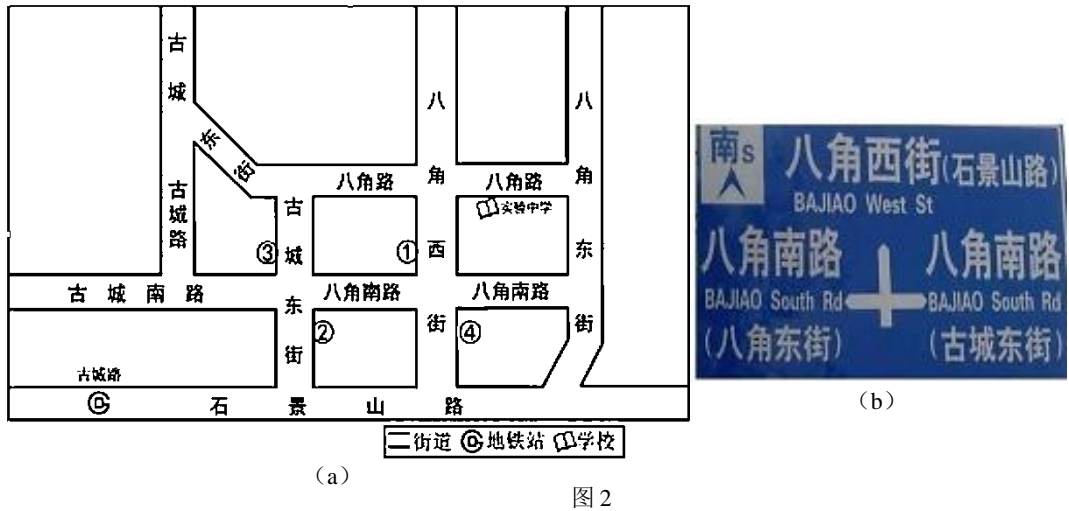 古城东街
八角西街
八角东街
八角路
八角路
实验中学
古城路
古城东街
③
①
古城南路
八角南路
八角南路
②
④
古城路
石景山路
街道 地铁站 学校
(a)
南S
八角西街(石景山路)
BAJIAO West St
八角南路 八角南路
BAJIAO South Rd BAJIAO South Rd
(八角东街) (古城东街)
(b)
图2